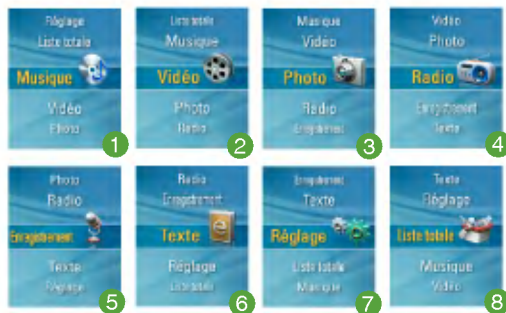 Réglage
Liste totale
Musique
Vidéo
Photo
1
Liste totale
Musique
Vidéo
Photo
Radio
2
Musique
Vidéo
Photo
Radio
Enregistrement
3
Vidéo
Photo
Radio
Enregistrement
Texte
4
Photo
Radio
Enregistrement
Texte
Réglage
5
Radio
Enregistrement
Texte
Réglage
Liste totale
6
Enregistrement
Texte
Réglage
Liste totale
Musique
7
Texte
Réglage
Liste totale
Musique
Vidéo
8